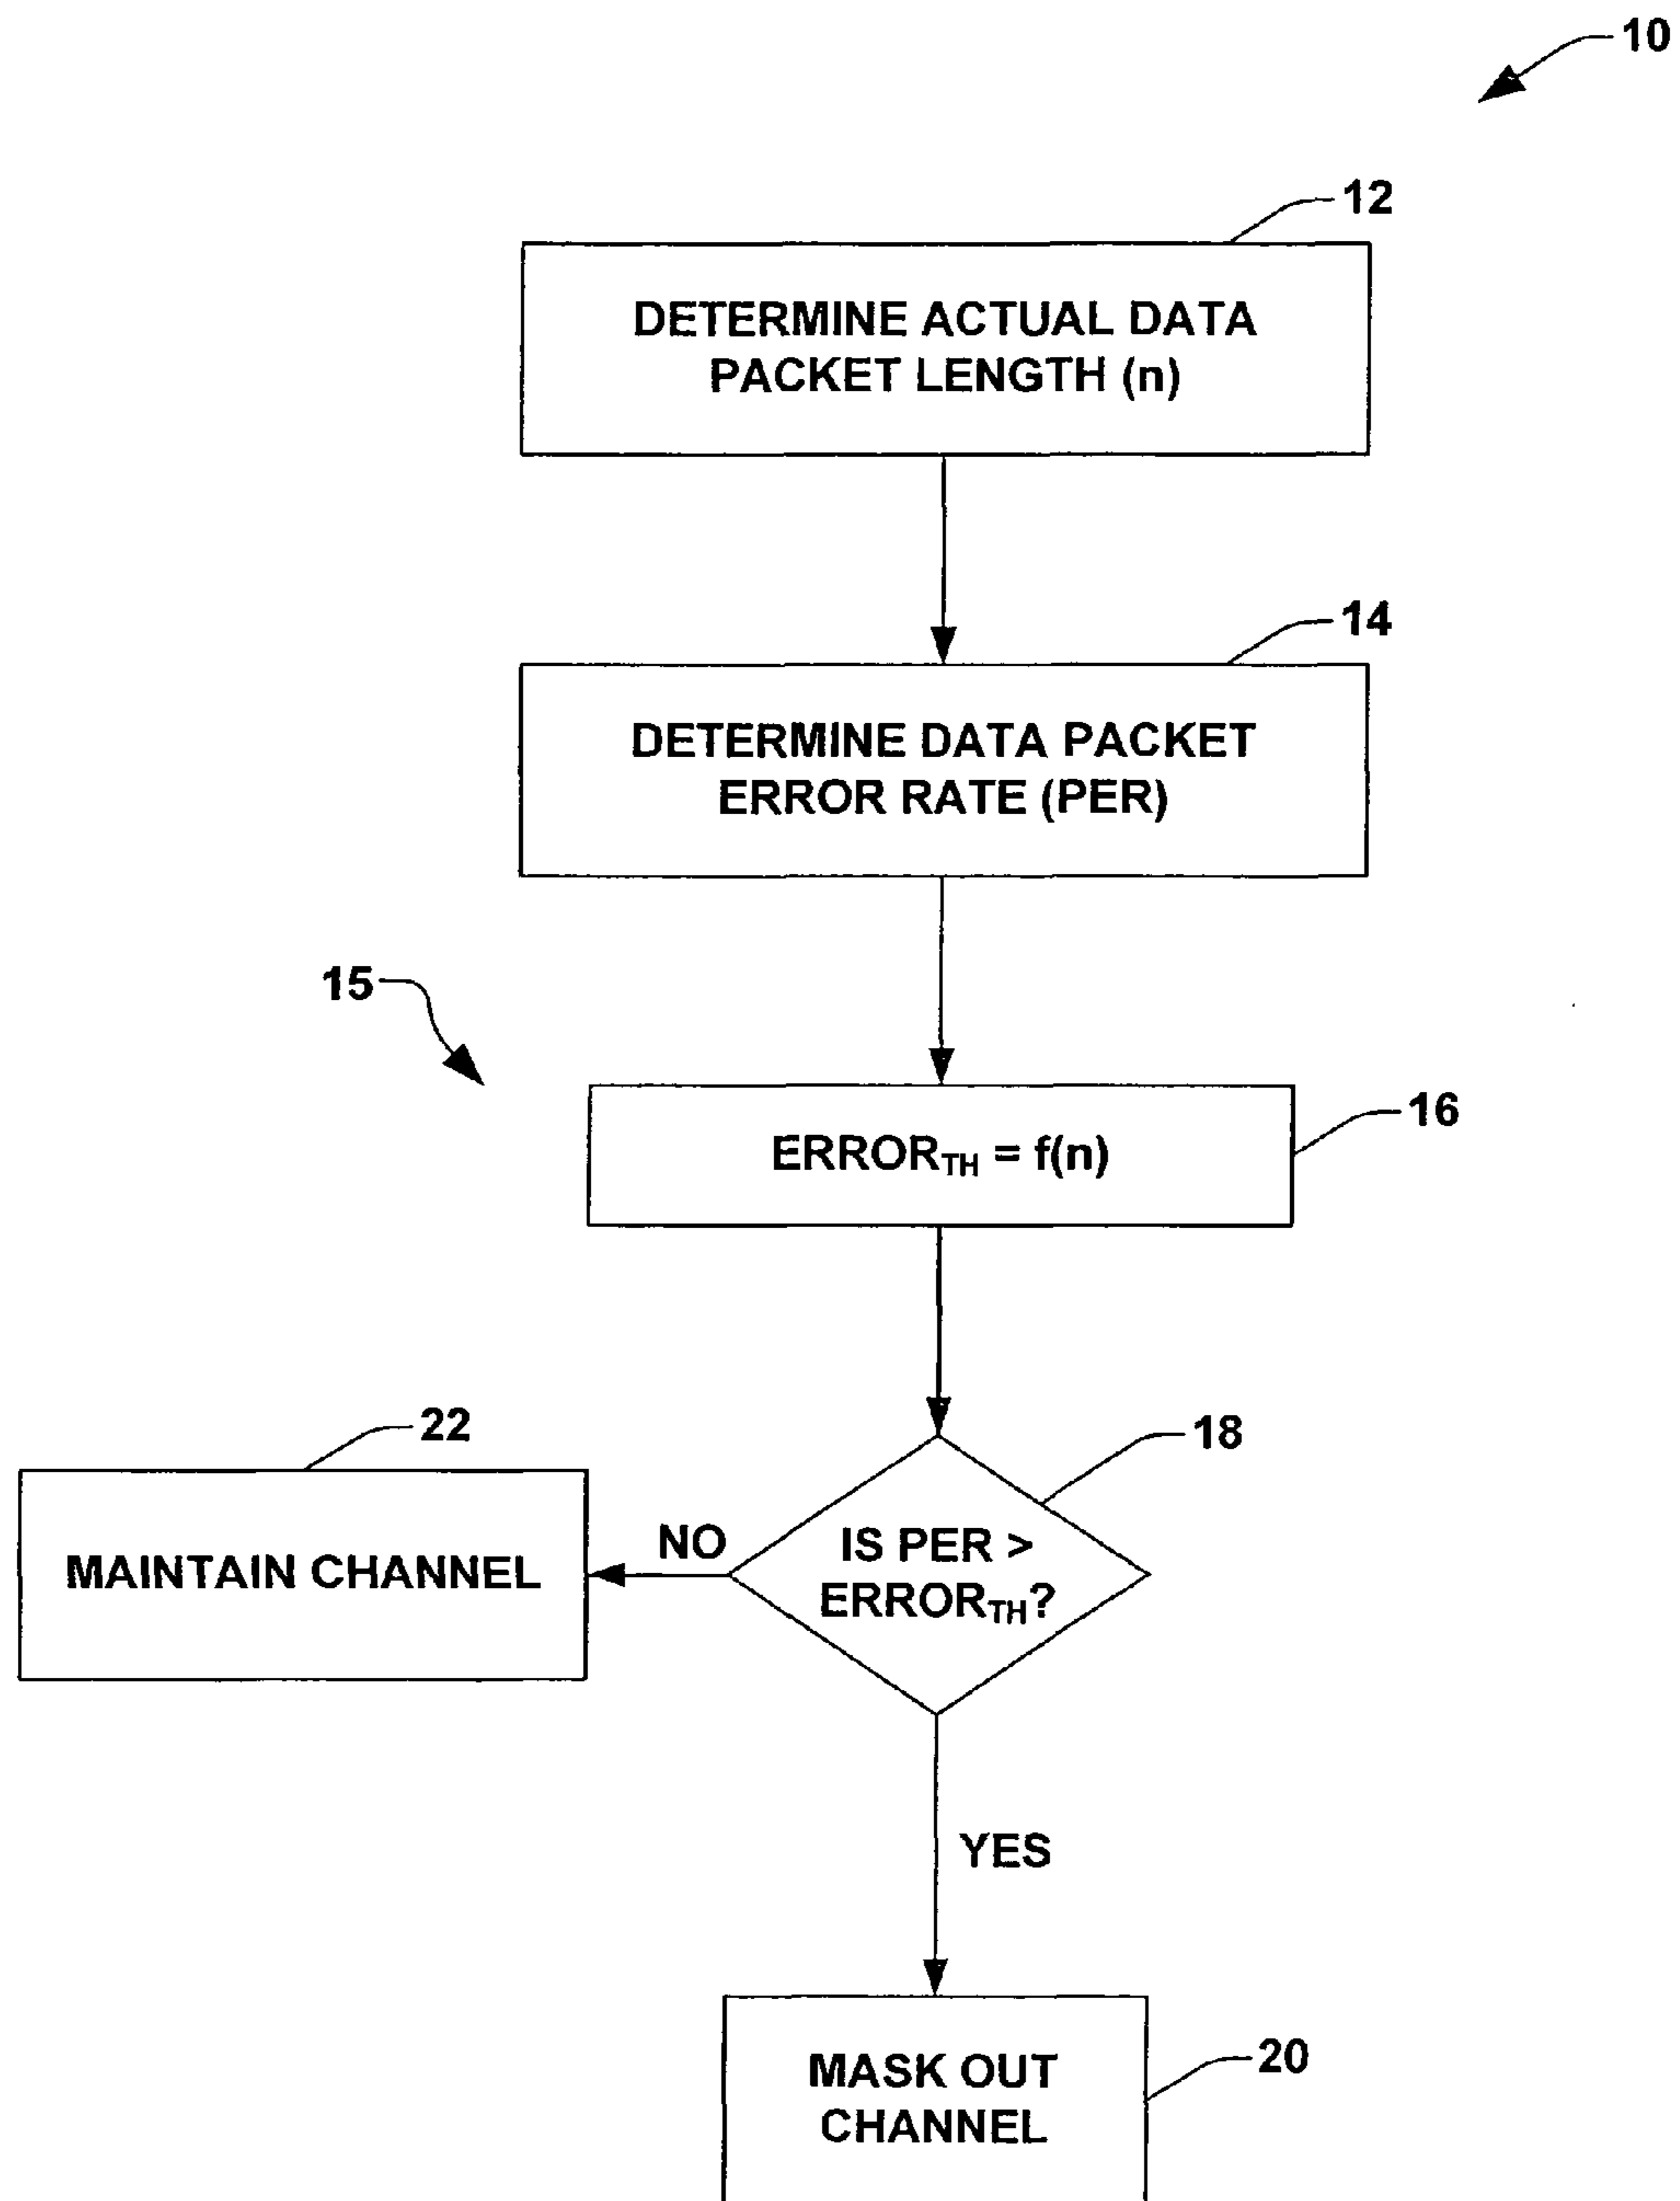 10
12
DETERMINE ACTUAL DATA
PACKET LENGTH (n)
14
DETERMINE DATA PACKET
ERROR RATE (PER)
15
16
ERRORTH = f(n)
22
18
MAINTAIN CHANNEL
NO
IS PER >
ERRORTH?
YES
20
MASK OUT
CHANNEL